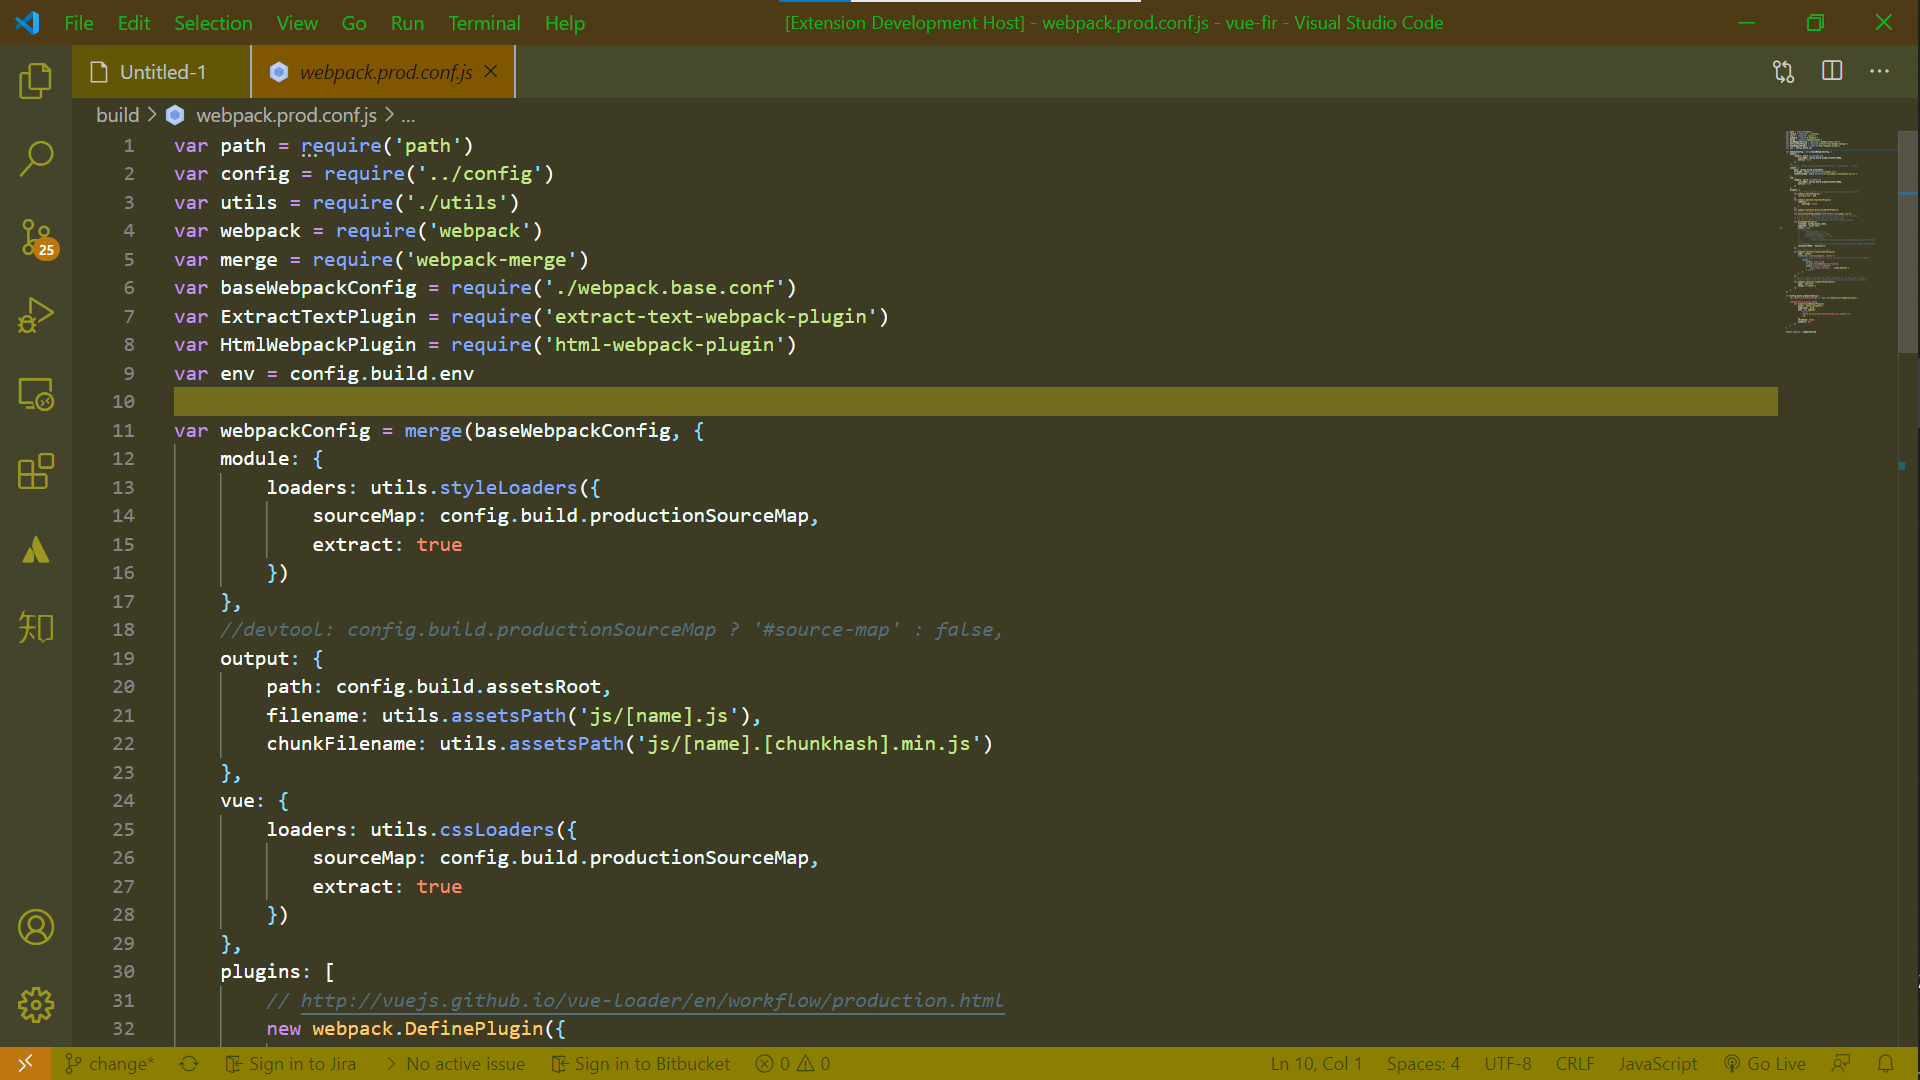 File Edit Selection View Go Run Terminal Help [Extension Development Host] - webpack.prod.conf.js - vue-fir - Visual Studio Code
Untitled-1 webpack.prod.conf.js
build > webpack.prod.conf.js > ...
25
知
1 var path = require('path')
2 var config = require('../config')
3 var utils = require('./utils')
4 var webpack = require('webpack')
5 var merge = require('webpack-merge')
6 var baseWebpackConfig = require('./webpack.base.conf')
7 var ExtractTextPlugin = require('extract-text-webpack-plugin')
8 var HtmlWebpackPlugin = require('html-webpack-plugin')
9 var env = config.build.env
10
11 var webpackConfig = merge(baseWebpackConfig, {
12 module: {
13 loaders: utils.styleLoaders({
14 sourceMap: config.build.productionSourceMap,
15 extract: true
16 })
17 },
18 //devtool: config.build.productionSourceMap ? '#source-map' : false,
19 output: {
20 path: config.build.assetsRoot,
21 filename: utils.assetsPath('js/[name].js'),
22 chunkFilename: utils.assetsPath('js/[name].[chunkhash].min.js')
23 },
24 vue: {
25 loaders: utils.cssLoaders({
26 sourceMap: config.build.productionSourceMap,
27 extract: true
28 })
29 },
30 plugins: [
31 // http://vuejs.github.io/vue-loader/en/workflow/production.html
32 new webpack.DefinePlugin({
change* Sign in to Jira > No active issue Sign in to Bitbucket 0 0 Ln 10, Col 1 Spaces: 4 UTF-8 CRLF JavaScript Go Live